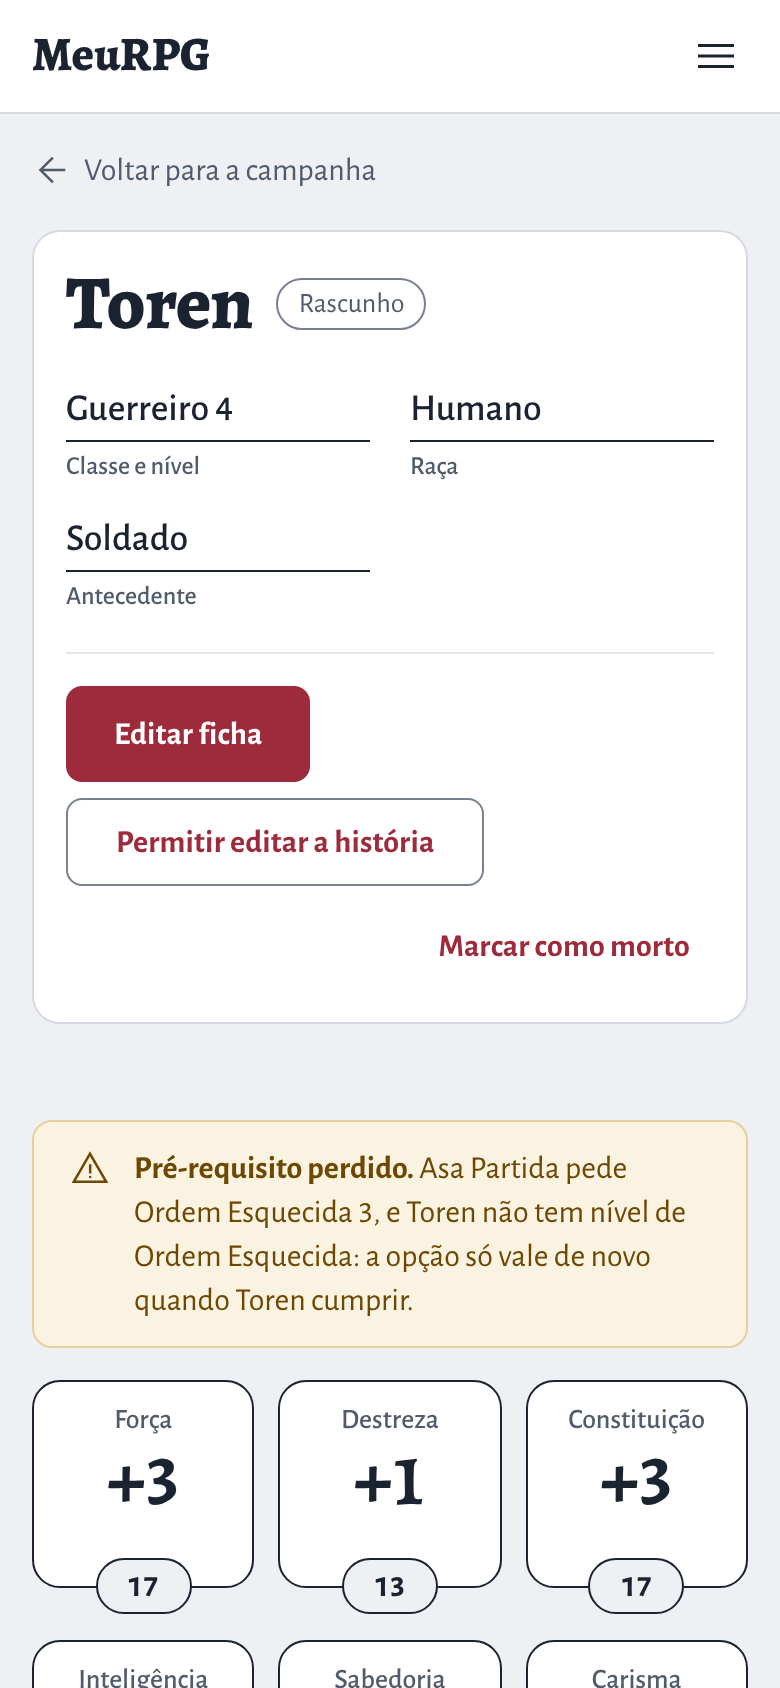 MeuRPG
Voltar para a campanha
Toren
Rascunho
Guerreiro 4
Humano
Classe e nível
Raça
Soldado
Antecedente
Editar ficha
Permitir editar a história
Marcar como morto
Pré-requisito perdido. Asa Partida pede
Ordem Esquecida 3, e Toren não tem nível de
Ordem Esquecida: a opção só vale de novo
quando Toren cumprir.
Força
Destreza
Constituição
+3
+1
+3
17
13
17
Inteligência
Sabedoria
Carisma